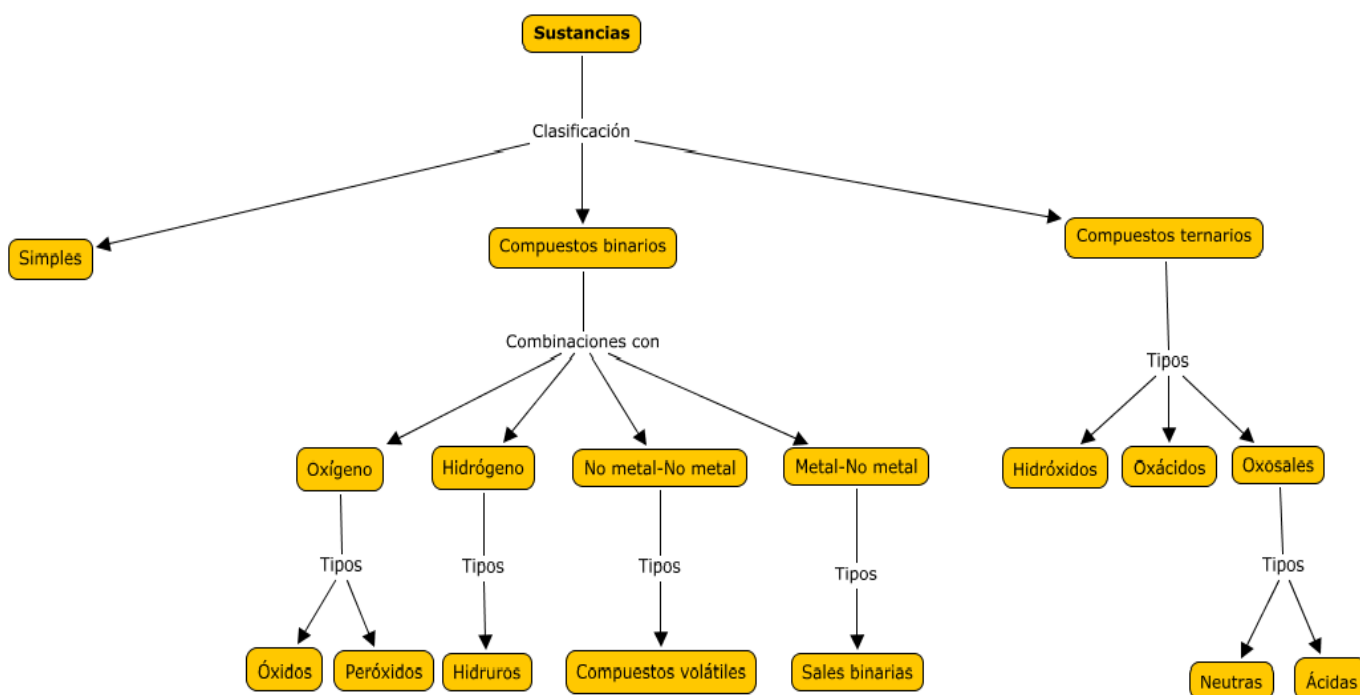 Sustancias
Clasificación
Simples
Compuestos binarios
Compuestos ternarios
Combinaciones con
Tipos
Oxígeno
Hidrógeno
No metal-No metal
Metal-No metal
Hidróxidos
Oxácidos
Oxosales
Tipos
Tipos
Tipos
Tipos
Tipos
Óxidos
Peróxidos
Hidruros
Compuestos volátiles
Sales binarias
Neutras
Ácidas